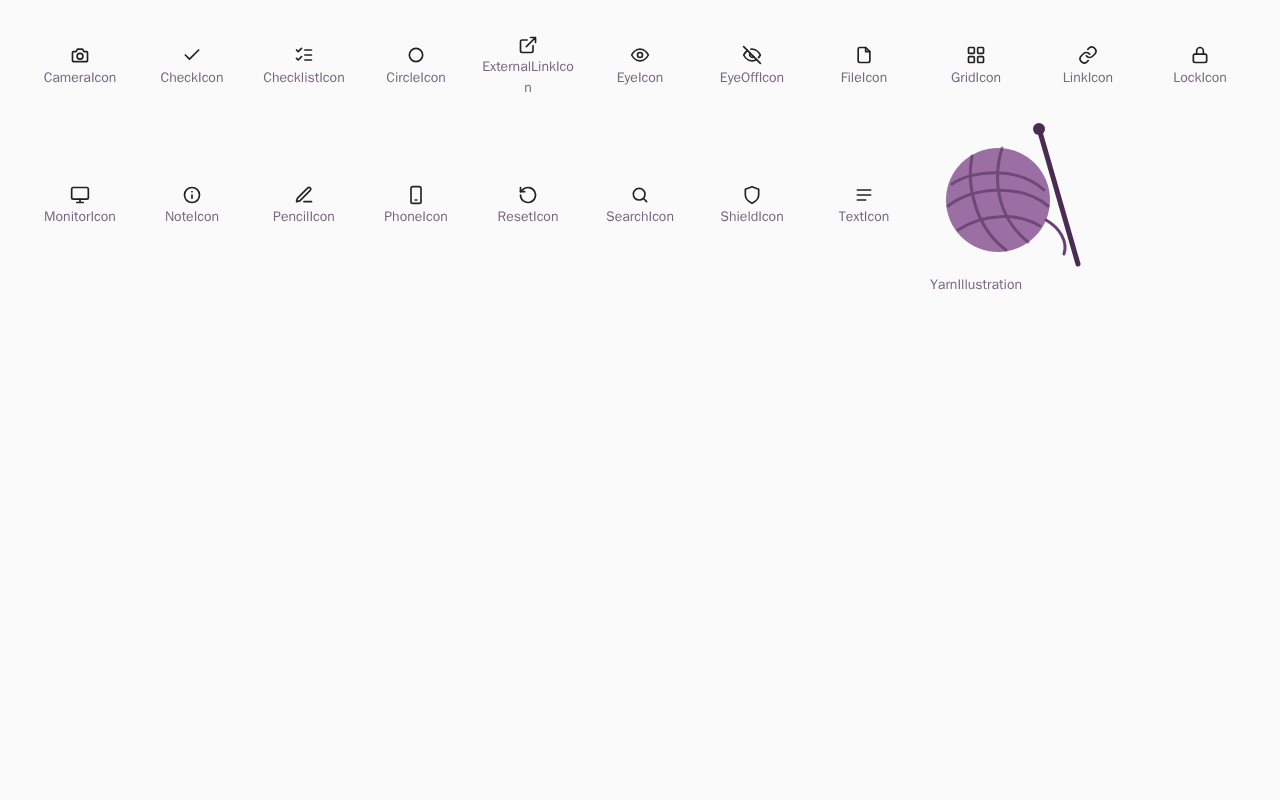 CameraIcon
CheckIcon
ChecklistIcon
CircleIcon
ExternalLinkIco
n
EyeIcon
EyeOffIcon
FileIcon
GridIcon
LinkIcon
LockIcon
MonitorIcon
NoteIcon
PencilIcon
PhoneIcon
ResetIcon
SearchIcon
ShieldIcon
TextIcon
YarnIllustration